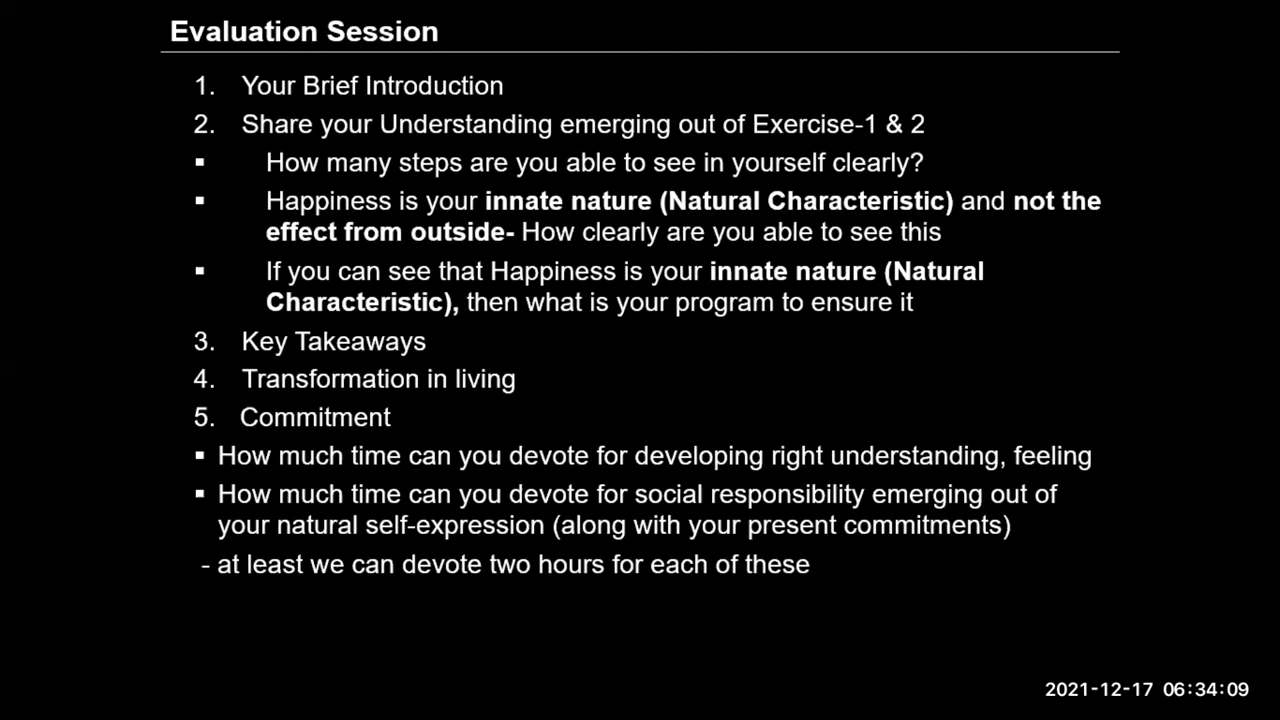 Evaluation Session
1. Your Brief Introduction
2. Share your Understanding emerging out of Exercise-1 & 2
▪ How many steps are you able to see in yourself clearly?
▪ Happiness is your innate nature (Natural Characteristic) and not the
effect from outside- How clearly are you able to see this
▪ If you can see that Happiness is your innate nature (Natural
Characteristic), then what is your program to ensure it
3. Key Takeaways
4. Transformation in living
5. Commitment
▪ How much time can you devote for developing right understanding, feeling
▪ How much time can you devote for social responsibility emerging out of
your natural self-expression (along with your present commitments)
- at least we can devote two hours for each of these
2021-12-17 06:34:09